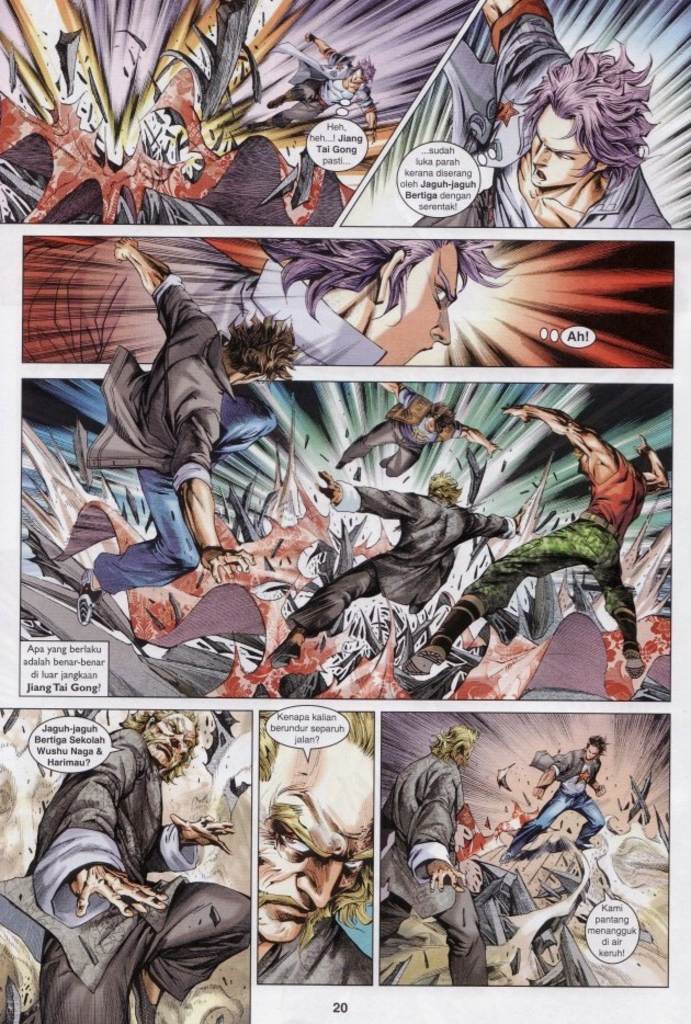 Heh,
heh...! Jiang
Tai Gong
pasti...
...sudah
luka parah
kerana diserang
oleh Jaguh-jaguh
Bertiga dengan
serentak!
Ah!
Apa yang berlaku
adalah benar-benar
di luar jangkaan
Jiang Tai Gong?
Jaguh-jaguh
Bertiga Sekolah
Wushu Naga &
Harimau?
Kenapa kalian
berundur separuh
jalan?
Kami
pantang
menangguk
di air
keruh!
20